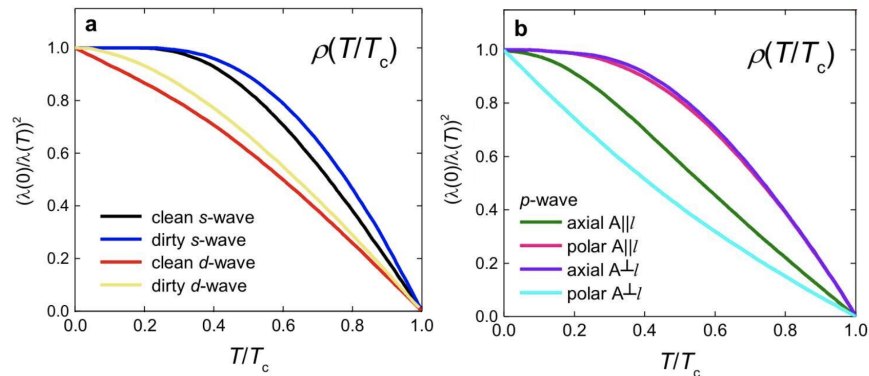 a
ρ(T/Tc)
(λ(0)/λ(T))²
1.0
0.8
0.6
0.4
0.2
0.0
clean s-wave
dirty s-wave
clean d-wave
dirty d-wave
0.0 0.2 0.4 0.6 0.8 1.0
T/Tc
b
ρ(T/Tc)
(λ(0)/λ(T))²
1.0
0.8
0.6
0.4
0.2
0.0
p-wave
axial A||l
polar A||l
axial A⊥l
polar A⊥l
0.0 0.2 0.4 0.6 0.8 1.0
T/Tc